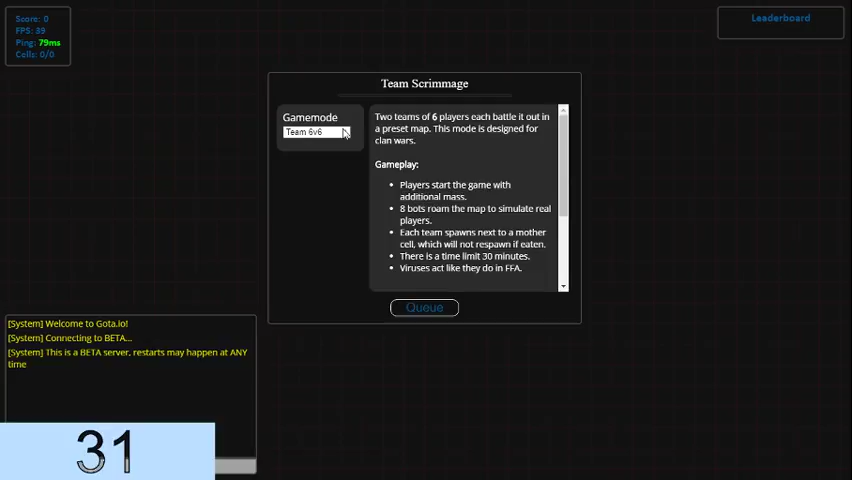 Score: 0
FPS: 39
Ping: 79ms
Cells: 0/0
Leaderboard
Team Scrimmage
Gamemode
Team 6v6
Two teams of 6 players each battle it out in
a preset map. This mode is designed for
clan wars.
Gameplay:
• Players start the game with
additional mass.
• 8 bots roam the map to simulate real
players.
• Each team spawns next to a mother
cell, which will not respawn if eaten.
• There is a time limit 30 minutes.
• Viruses act like they do in FFA.
Queue
[System] Welcome to Gota.Io!
[System] Connecting to BETA...
[System] This is a BETA server, restarts may happen at ANY
time
31